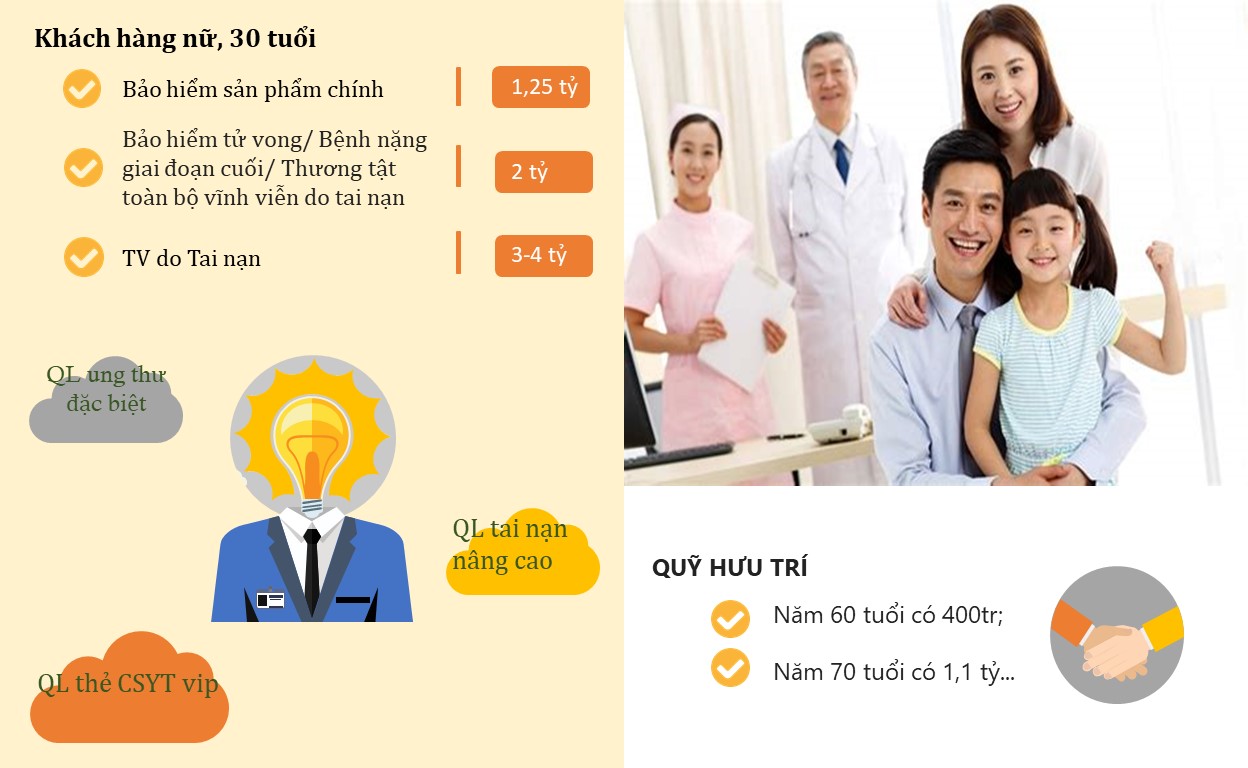 Khách hàng nữ, 30 tuổi
Bảo hiểm sản phẩm chính
1,25 tỷ
Bảo hiểm tử vong/ Bệnh nặng
giai đoạn cuối/ Thương tật
toàn bộ vĩnh viễn do tai nạn
2 tỷ
TV do Tai nạn
3-4 tỷ
QL ung thư
đặc biệt
QL tai nạn
nâng cao
QL thẻ CSYT vip
QUỸ HƯU TRÍ
Năm 60 tuổi có 400tr;
Năm 70 tuổi có 1,1 tỷ...